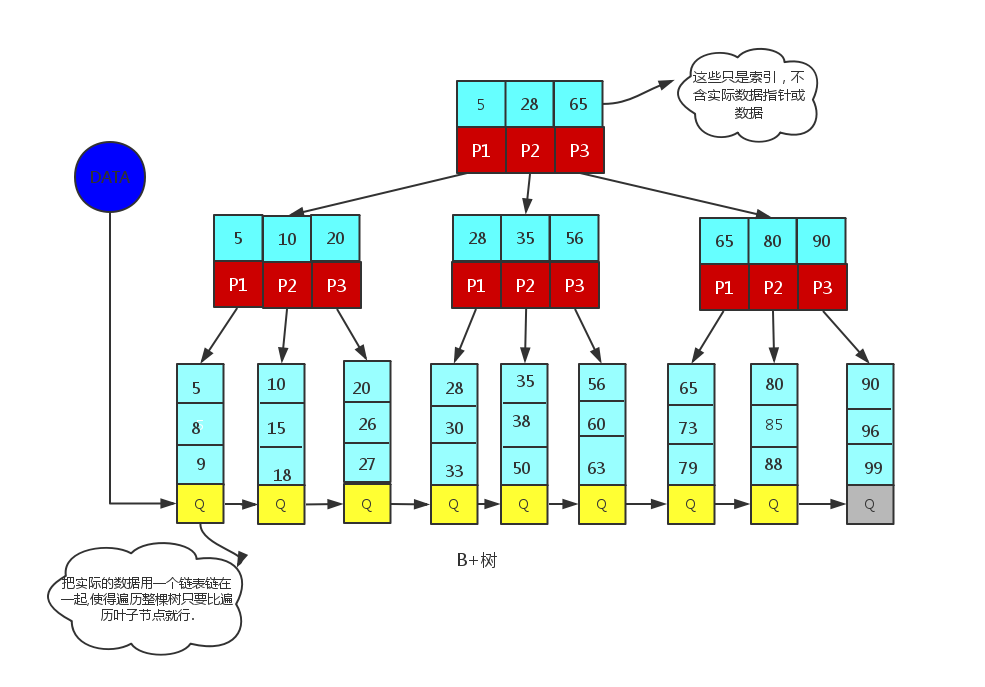 这些只是索引，不
含实际数据指针或
数据
5 28 65
P1 P2 P3
DATA
5 10 20
P1 P2 P3
28 35 56
P1 P2 P3
65 80 90
P1 P2 P3
5
8
9
Q
10
15
18
Q
20
26
27
Q
28
30
33
Q
35
38
50
Q
56
60
63
Q
65
73
79
Q
80
85
88
Q
90
96
99
Q
B+树
把实际的数据用一个链表链在
一起,使得遍历整棵树只要比遍
历叶子节点就行.